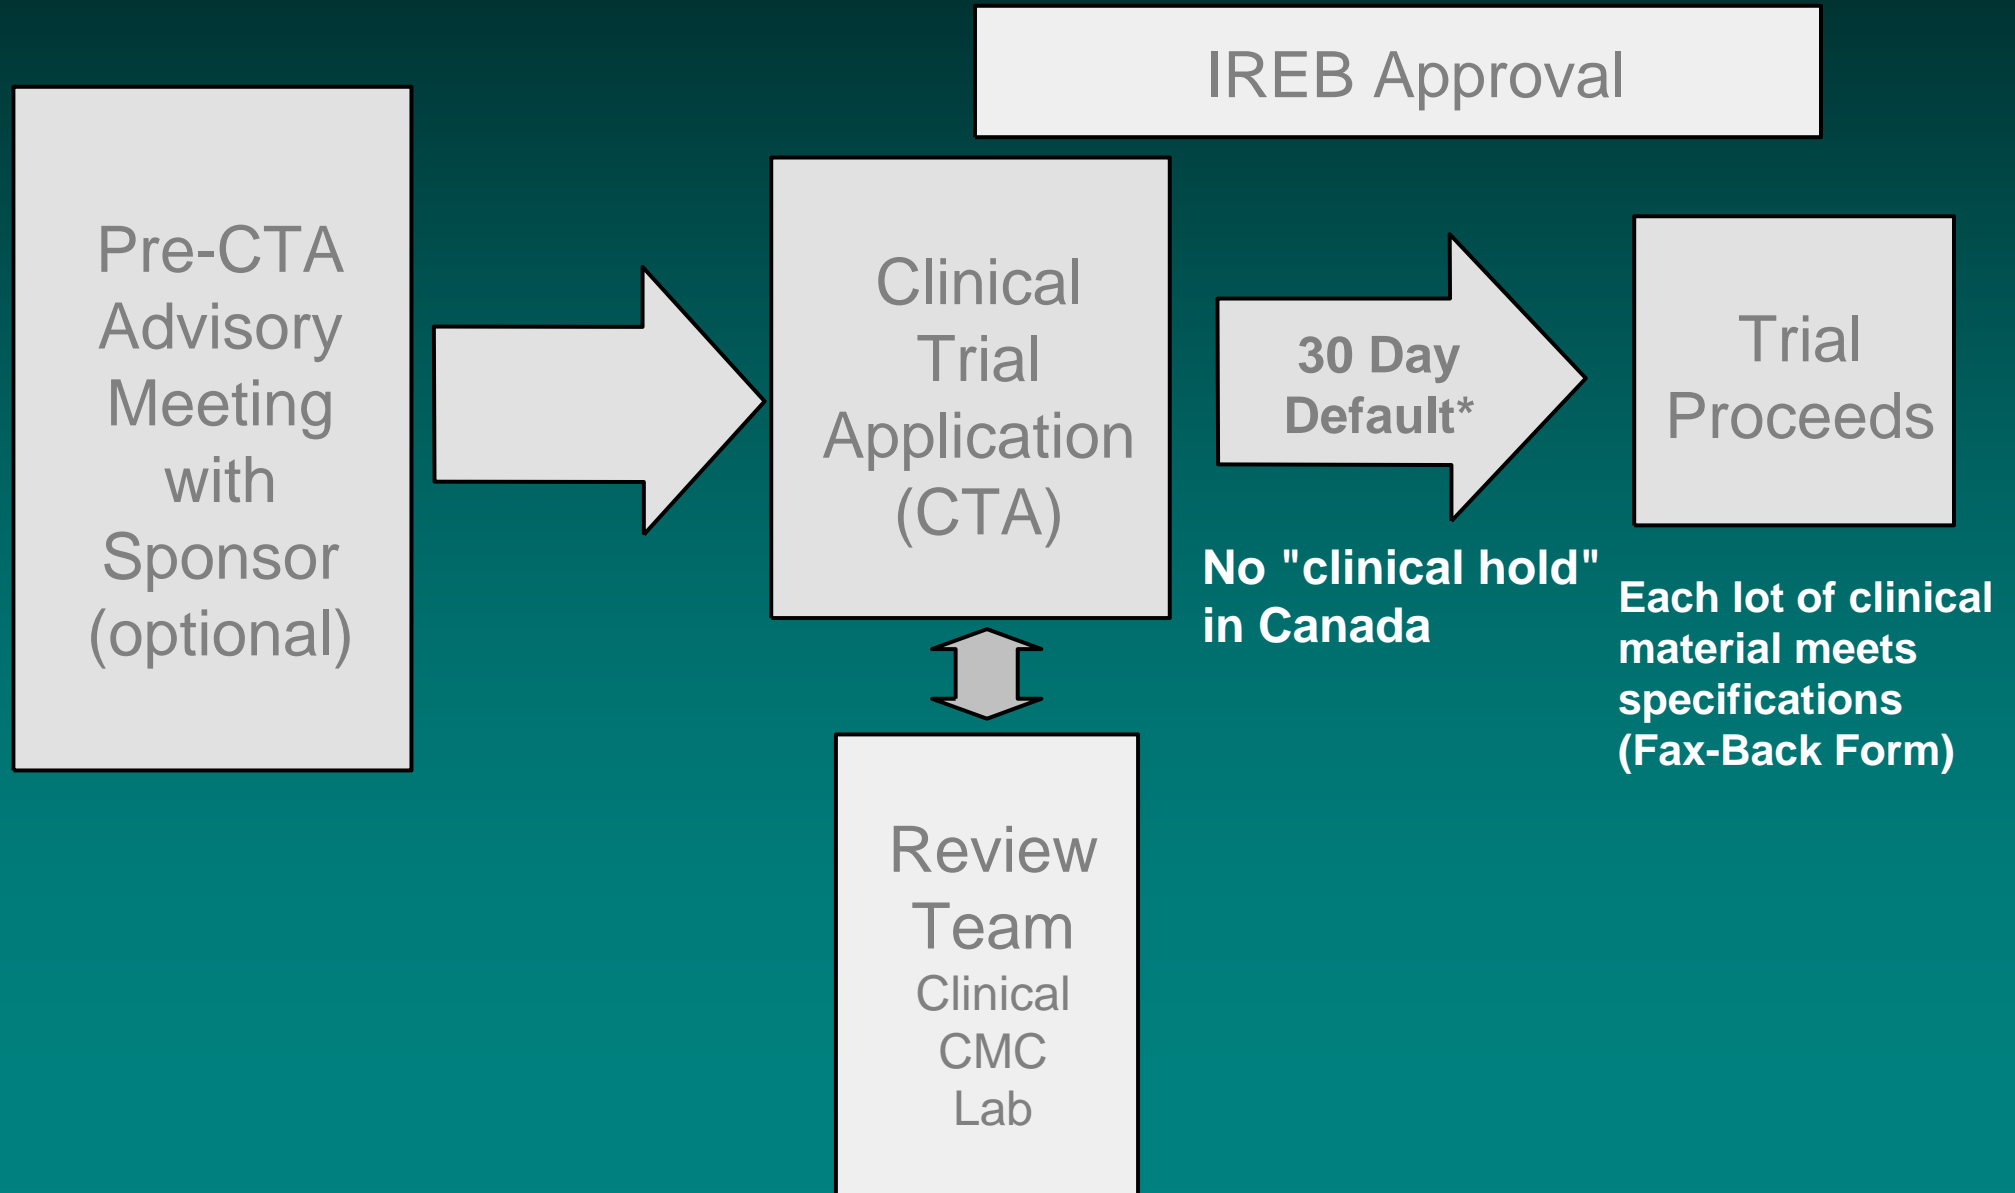 IREB Approval
Pre-CTA
Advisory
Meeting
with
Sponsor
(optional)
Clinical
Trial
Application
(CTA)
30 Day
Default*
Trial
Proceeds
No "clinical hold"
in Canada
Each lot of clinical
material meets
specifications
(Fax-Back Form)
Review
Team
Clinical
CMC
Lab